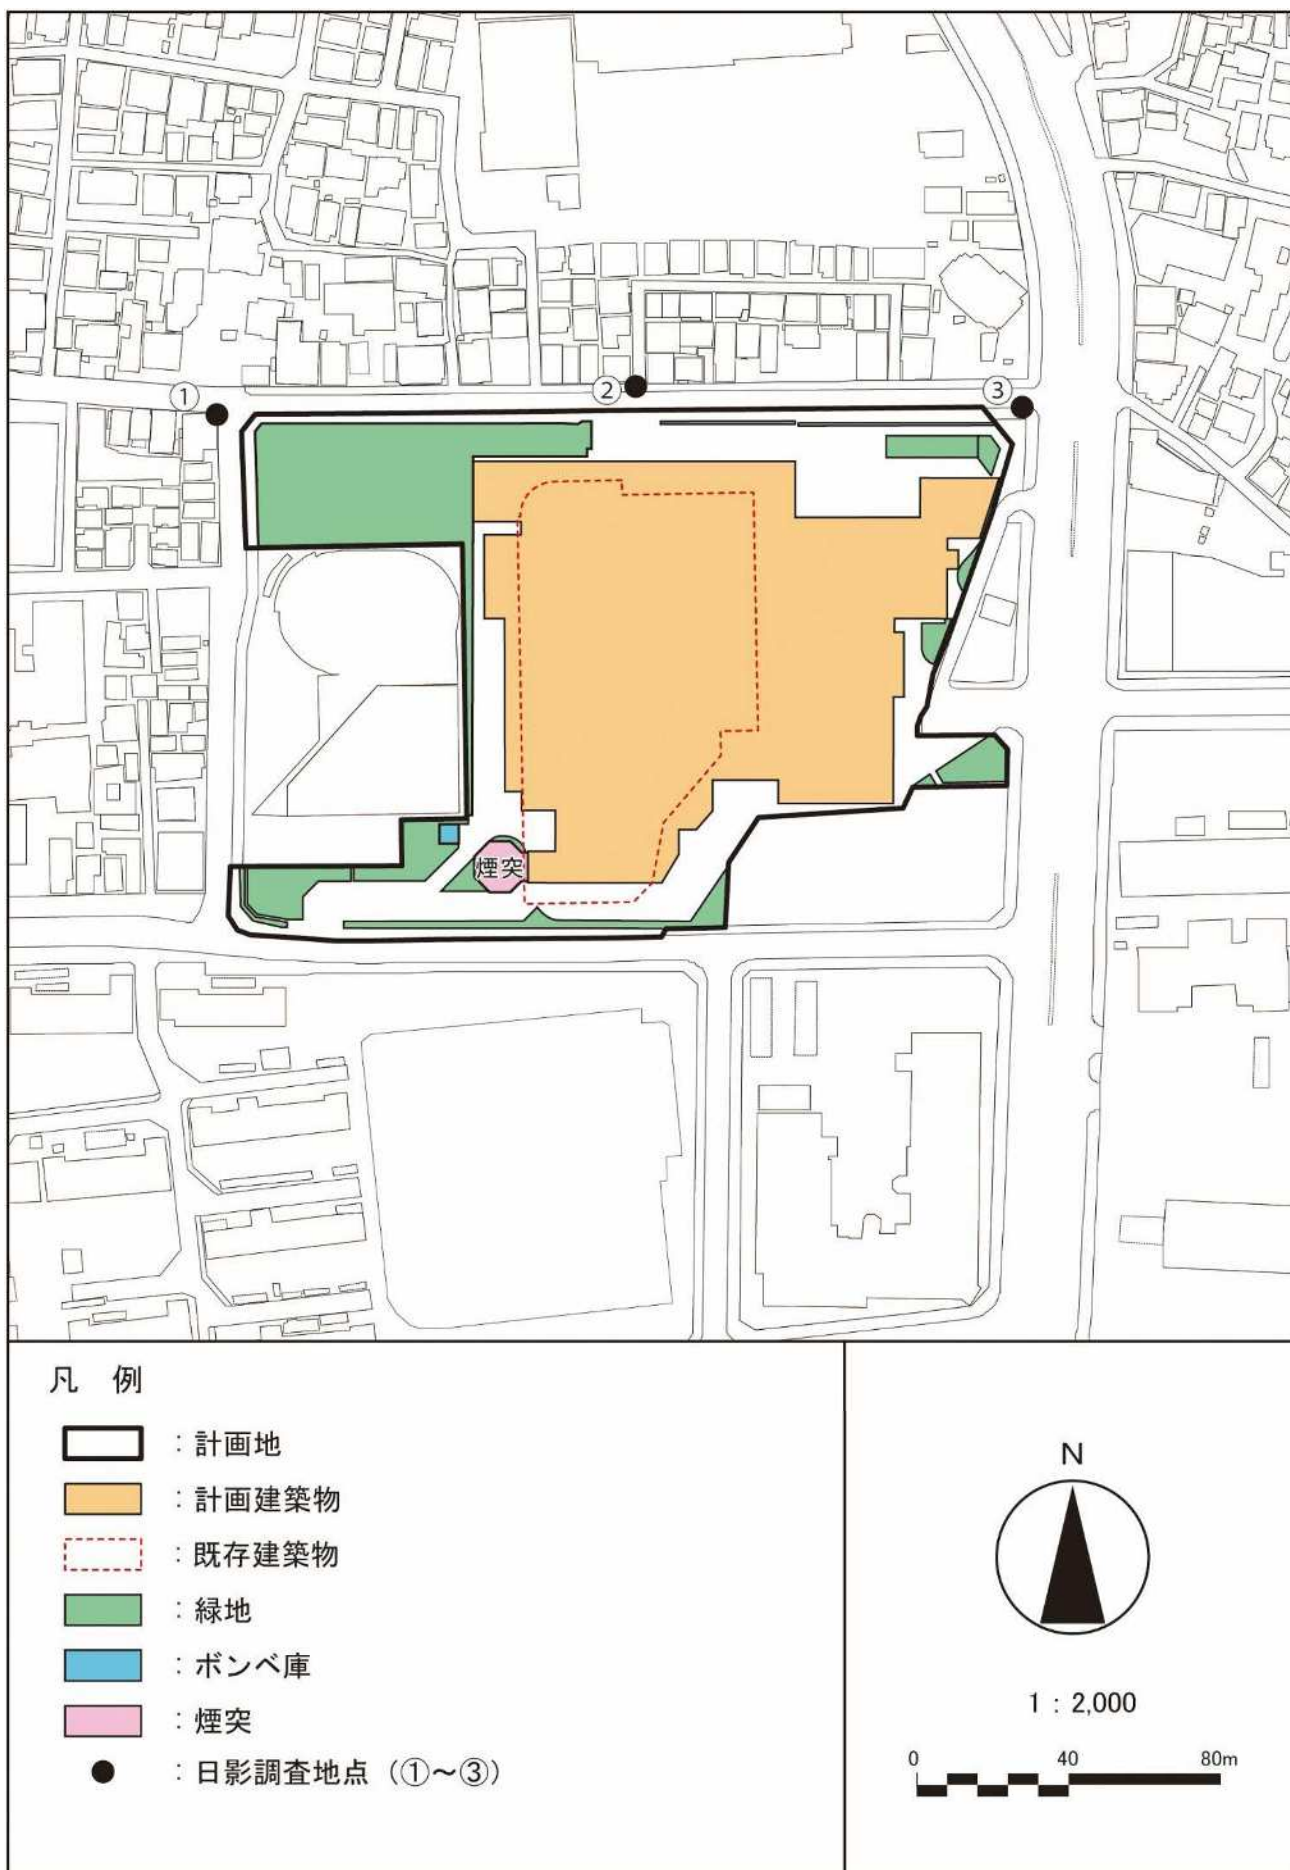 ①
②
③
煙突
凡 例
：計画地
：計画建築物
：既存建築物
：緑地
：ボンベ庫
：煙突
：日影調査地点（①～③）
N
1：2,000
0 40 80m